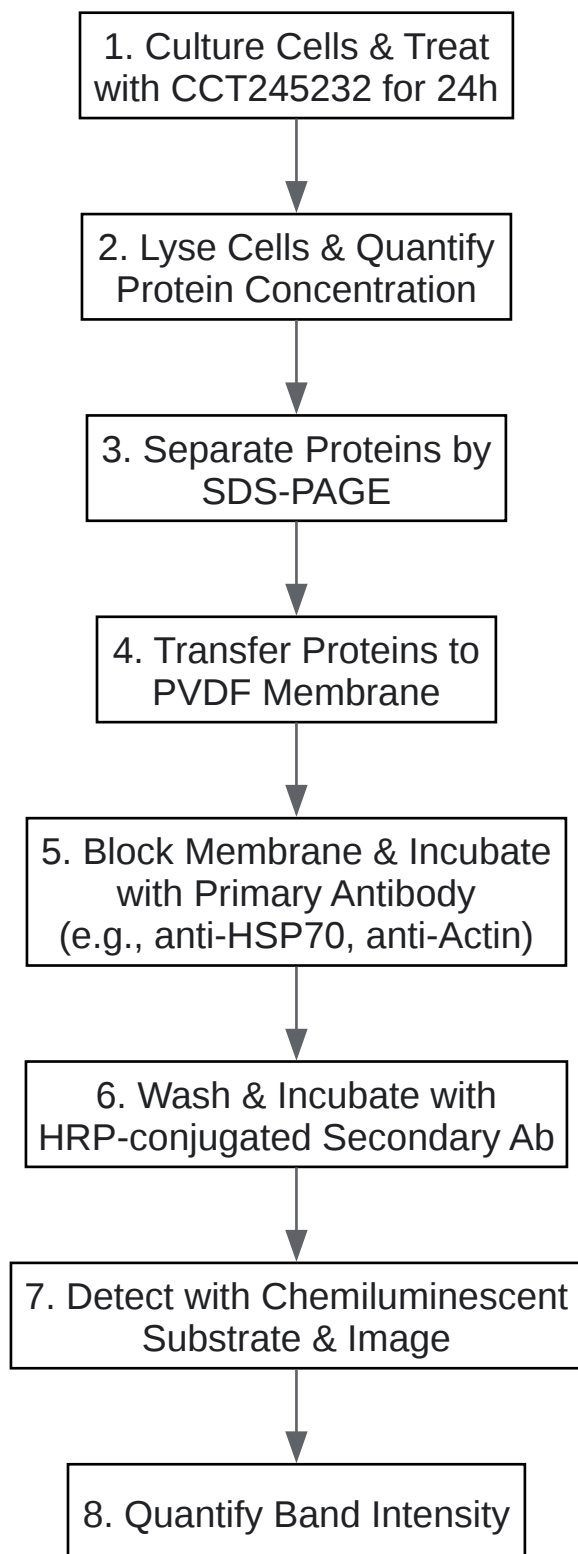 1. Culture Cells & Treat
with CCT245232 for 24h
2. Lyse Cells & Quantify
Protein Concentration
3. Separate Proteins by
SDS-PAGE
4. Transfer Proteins to
PVDF Membrane
5. Block Membrane & Incubate
with Primary Antibody
(e.g., anti-HSP70, anti-Actin)
6. Wash & Incubate with
HRP-conjugated Secondary Ab
7. Detect with Chemiluminescent
Substrate & Image
8. Quantify Band Intensity